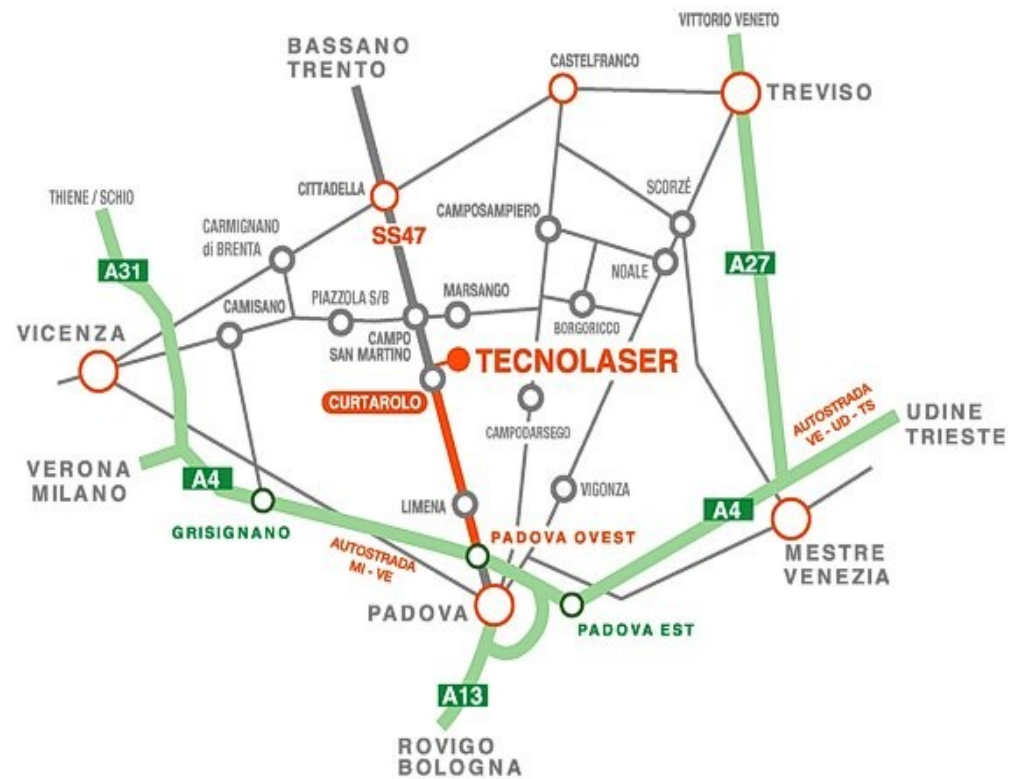 VITTORIO VENETO
BASSANO
TRENTO
CASTELFRANCO
TREVISO
THIENE / SCHIO
CITTADELLA
SCORZÉ
CARMIGNANO
di BRENTA
CAMPOSAMPIERO
SS47
A31
NOALE
A27
CAMISANO
PIAZZOLA S/B
MARSANGO
VICENZA
CAMPO
SAN MARTINO
BORGORICCO
TECNOLASER
CURTAROLO
CAMPODARSEGO
AUTOSTRADA
VE - UD - TS
UDINE
TRIESTE
VERONA
MILANO
A4
LIMENA
VIGONZA
A4
GRISIGNANO
PADOVA OVEST
AUTOSTRADA
MI - VE
MESTRE
VENEZIA
PADOVA
PADOVA EST
A13
ROVIGO
BOLOGNA